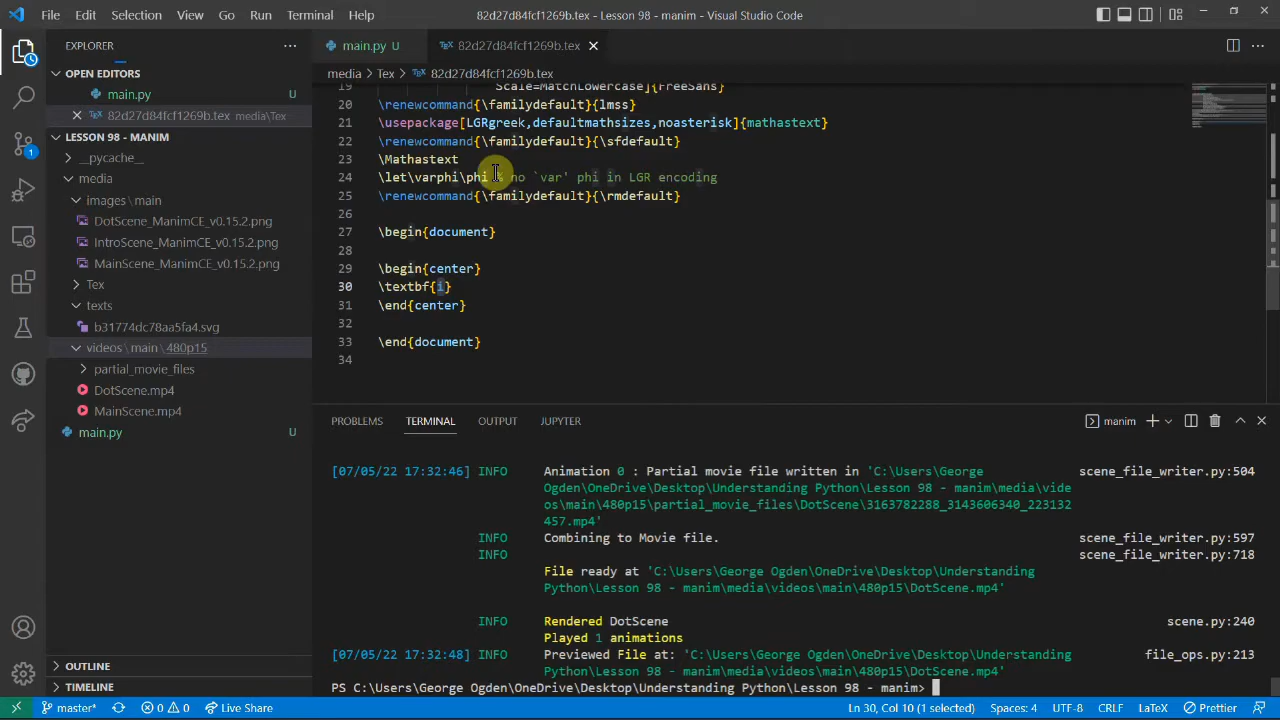 File Edit Selection View Go Run Terminal Help 82d27d84fcf1269b.tex - Lesson 98 - manim - Visual Studio Code
EXPLORER
main.py U 82d27d84fcf1269b.tex
media > Tex > 82d27d84fcf1269b.tex
OPEN EDITORS
main.py U
82d27d84fcf1269b.tex media\Tex
LESSON 98 - MANIM
__pycache__
media
images \ main
DotScene_ManimCE_v0.15.2.png
IntroScene_ManimCE_v0.15.2.png
MainScene_ManimCE_v0.15.2.png
Tex
texts
b31774dc78aa5fa4.svg
videos \ main \ 480p15
partial_movie_files
DotScene.mp4
MainScene.mp4
main.py U
OUTLINE
TIMELINE
19 Scale=MatchLowercase]{FreeSans}
20 \renewcommand{\familydefault}{lmss}
21 \usepackage[LGRgreek,defaultmathsizes,noasterisk]{mathastext}
22 \renewcommand{\familydefault}{\sfdefault}
23 \Mathastext
24 \let\varphi\phi % no `var' phi in LGR encoding
25 \renewcommand{\familydefault}{\rmdefault}
26
27 \begin{document}
28
29 \begin{center}
30 \textbf{i}
31 \end{center}
32
33 \end{document}
34
PROBLEMS TERMINAL OUTPUT JUPYTER manim
[07/05/22 17:32:46] INFO Animation 0 : Partial movie file written in 'C:\Users\George scene_file_writer.py:504
Ogden\OneDrive\Desktop\Understanding Python\Lesson 98 - manim\media\vide
os\main\480p15\partial_movie_files\DotScene\3163782288_3143606340_223132
457.mp4'
INFO Combining to Movie file. scene_file_writer.py:597
INFO scene_file_writer.py:718
File ready at 'C:\Users\George Ogden\OneDrive\Desktop\Understanding
Python\Lesson 98 - manim\media\videos\main\480p15\DotScene.mp4'
INFO Rendered DotScene scene.py:240
Played 1 animations
[07/05/22 17:32:48] INFO Previewed File at: 'C:\Users\George Ogden\OneDrive\Desktop\Understanding file_ops.py:213
Python\Lesson 98 - manim\media\videos\main\480p15\DotScene.mp4'
PS C:\Users\George Ogden\OneDrive\Desktop\Understanding Python\Lesson 98 - manim>
master* 0 0 Live Share Ln 30, Col 10 (1 selected) Spaces: 4 UTF-8 CRLF LaTeX Prettier